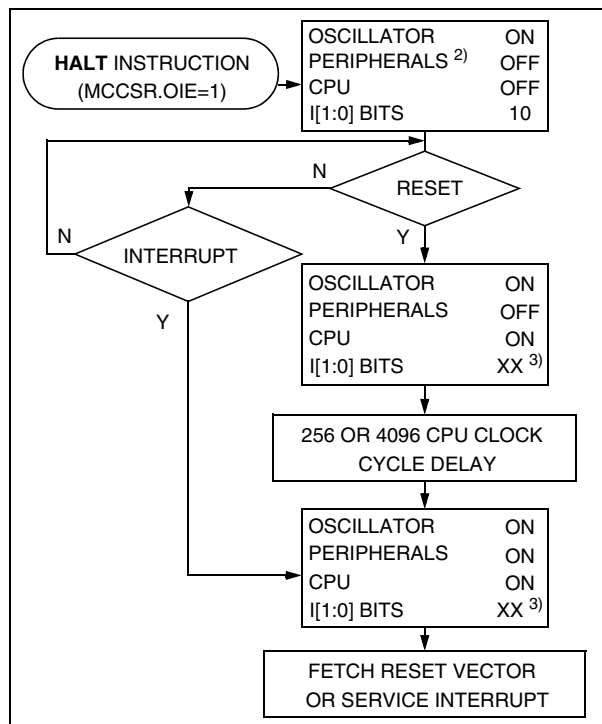 HALT INSTRUCTION
(MCCSR.OIE=1)
OSCILLATOR ON
PERIPHERALS 2) OFF
CPU OFF
I[1:0] BITS 10
N
RESET
Y
N
INTERRUPT
Y
OSCILLATOR ON
PERIPHERALS OFF
CPU ON
I[1:0] BITS XX 3)
256 OR 4096 CPU CLOCK
CYCLE DELAY
OSCILLATOR ON
PERIPHERALS ON
CPU ON
I[1:0] BITS XX 3)
FETCH RESET VECTOR
OR SERVICE INTERRUPT